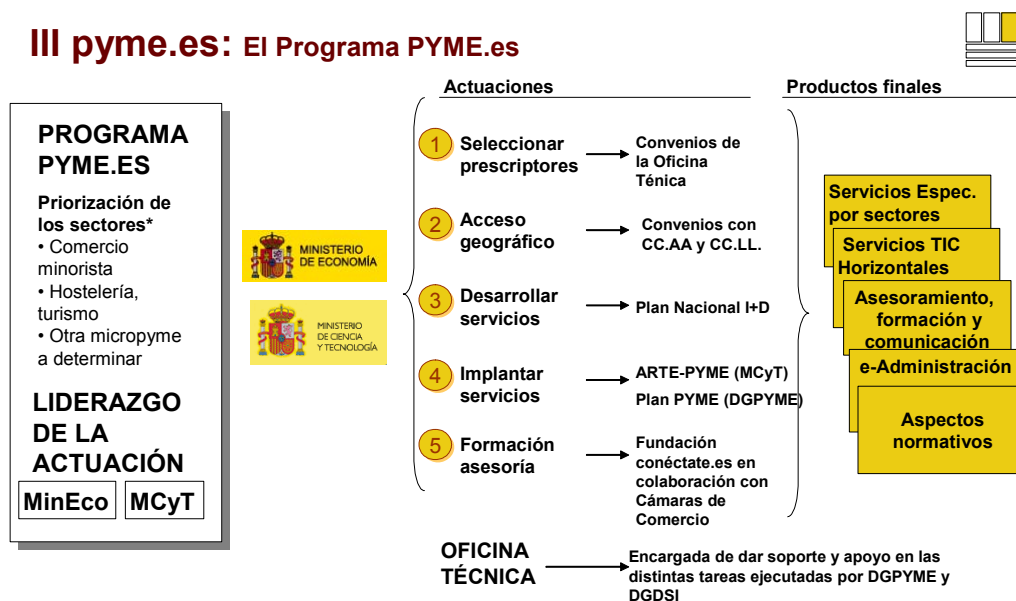 III pyme.es: El Programa PYME.es
Actuaciones
Productos finales
PROGRAMA
PYME.ES
Priorización de
los sectores*
• Comercio
minorista
• Hostelería,
turismo
• Otra micropyme
a determinar
LIDERAZGO
DE LA
ACTUACIÓN
MinEco
MCyT
MINISTERIO
DE ECONOMÍA
MINISTERIO
DE CIENCIA
Y TECNOLOGÍA
1 Seleccionar
prescriptores
Convenios de
la Oficina
Ténica
2 Acceso
geográfico
Convenios con
CC.AA y CC.LL.
3 Desarrollar
servicios
Plan Nacional I+D
4 Implantar
servicios
ARTE-PYME (MCyT)
Plan PYME (DGPYME)
5 Formación
asesoría
Fundación
conéctate.es en
colaboración con
Cámaras de
Comercio
Servicios Espec.
por sectores
Servicios TIC
Horizontales
Asesoramiento,
formación y
comunicación
e-Administración
Aspectos
normativos
OFICINA
TÉCNICA
Encargada de dar soporte y apoyo en las
distintas tareas ejecutadas por DGPYME y
DGDSI